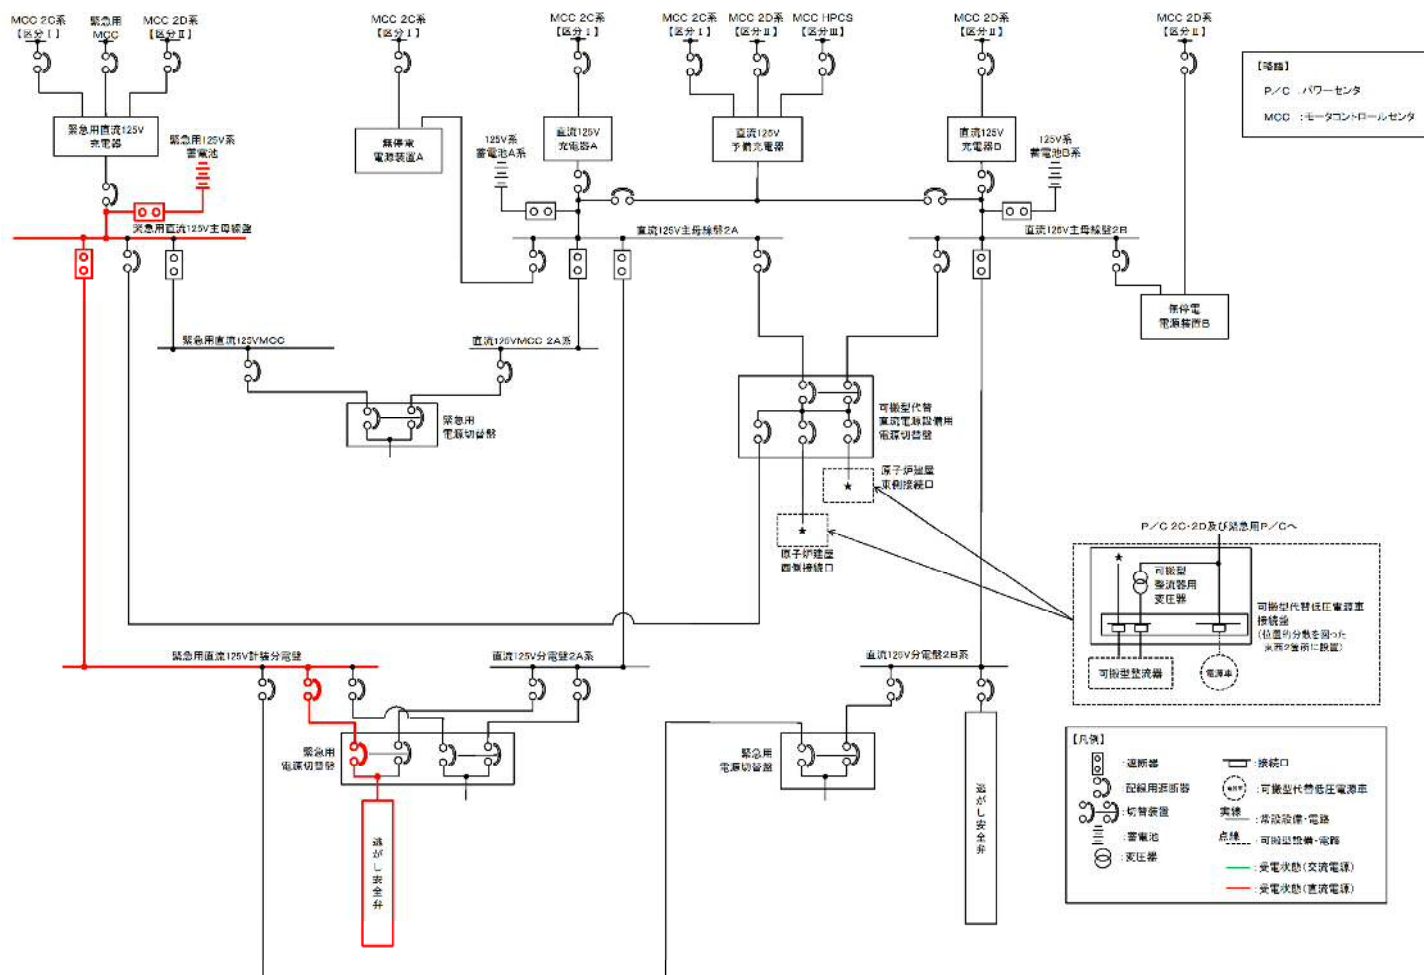 MCC 2C系
【区分Ⅰ】
緊急用
MCC
MCC 2D系
【区分Ⅱ】
MCC 2C系
【区分Ⅰ】
MCC 2C系
【区分Ⅰ】
MCC 2C系
【区分Ⅰ】
MCC 2D系
【区分Ⅱ】
MCC HPCS
【区分Ⅲ】
MCC 2D系
【区分Ⅱ】
MCC 2D系
【区分Ⅱ】
【略語】
P/C :パワーセンタ
MCC :モータコントロールセンタ
緊急用直流125V
充電器
緊急用125V系
蓄電池
無停電
電源装置A
125V系
蓄電池A系
直流125V
充電器A
直流125V
予備充電器
直流125V
充電器B
125V系
蓄電池B系
緊急用直流125V主母線盤
直流125V主母線盤2A
直流125V主母線盤2B
無停電
電源装置B
緊急用直流125VMCC
直流125VMCC 2A系
緊急用
電源切替盤
可搬型代替
直流電源設備用
電源切替盤
原子炉建屋
東側接続口
★
★
原子炉建屋
西側接続口
P/C 2C・2D及び緊急用P/Cへ
★
可搬型
整流器用
変圧器
可搬型代替低圧電源車
接続盤
(位置的分散を図った
東西2箇所に設置)
可搬型整流器
電源車
緊急用直流125V計装分電盤
直流125V分電盤2A系
直流125V分電盤2B系
緊急用
電源切替盤
緊急用
電源切替盤
逃がし安全弁
逃がし安全弁
【凡例】
:遮断器
:配線用遮断器
:切替装置
:蓄電池
:変圧器
:接続口
:可搬型代替低圧電源車
実線
:常設設備・電路
点線
:可搬型設備・電路
:受電状態(交流電源)
:受電状態(直流電源)